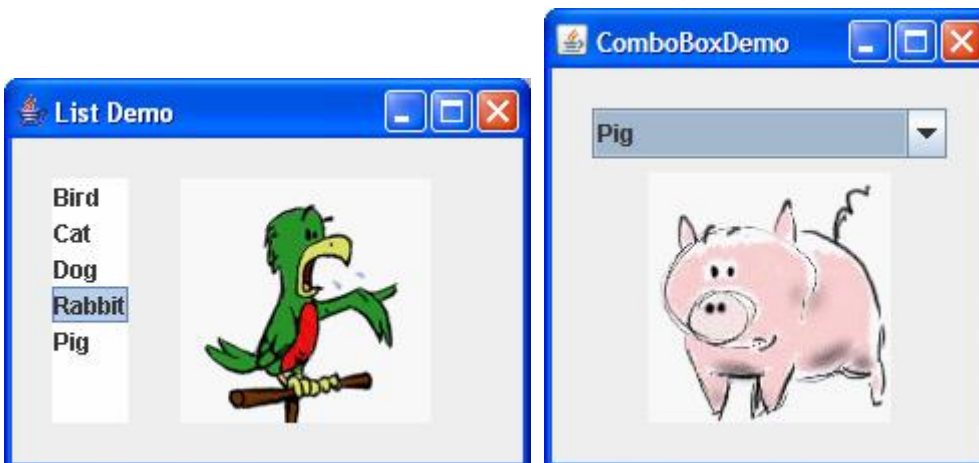 List Demo
Bird
Cat
Dog
Rabbit
Pig
ComboBoxDemo
Pig